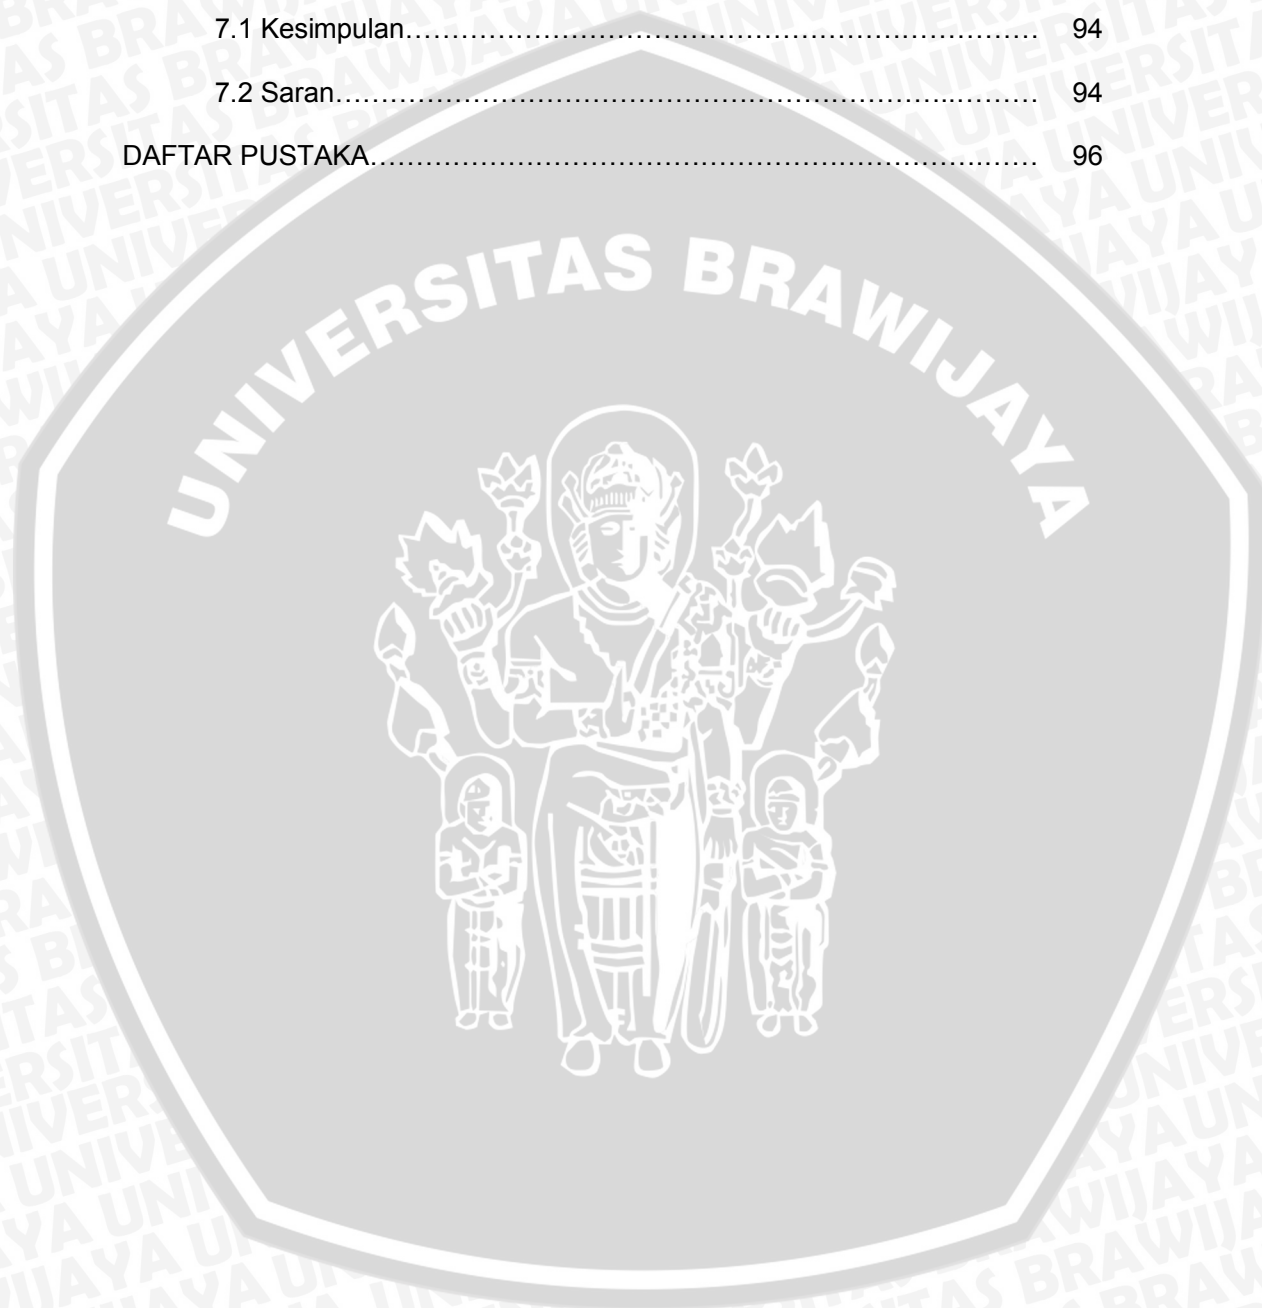 7.1 Kesimpulan…………………………………………………………… 94
7.2 Saran…………………………………………………………..……… 94
DAFTAR PUSTAKA……………………………………………………………… 96
UNIVERSITAS BRAWIJAYA